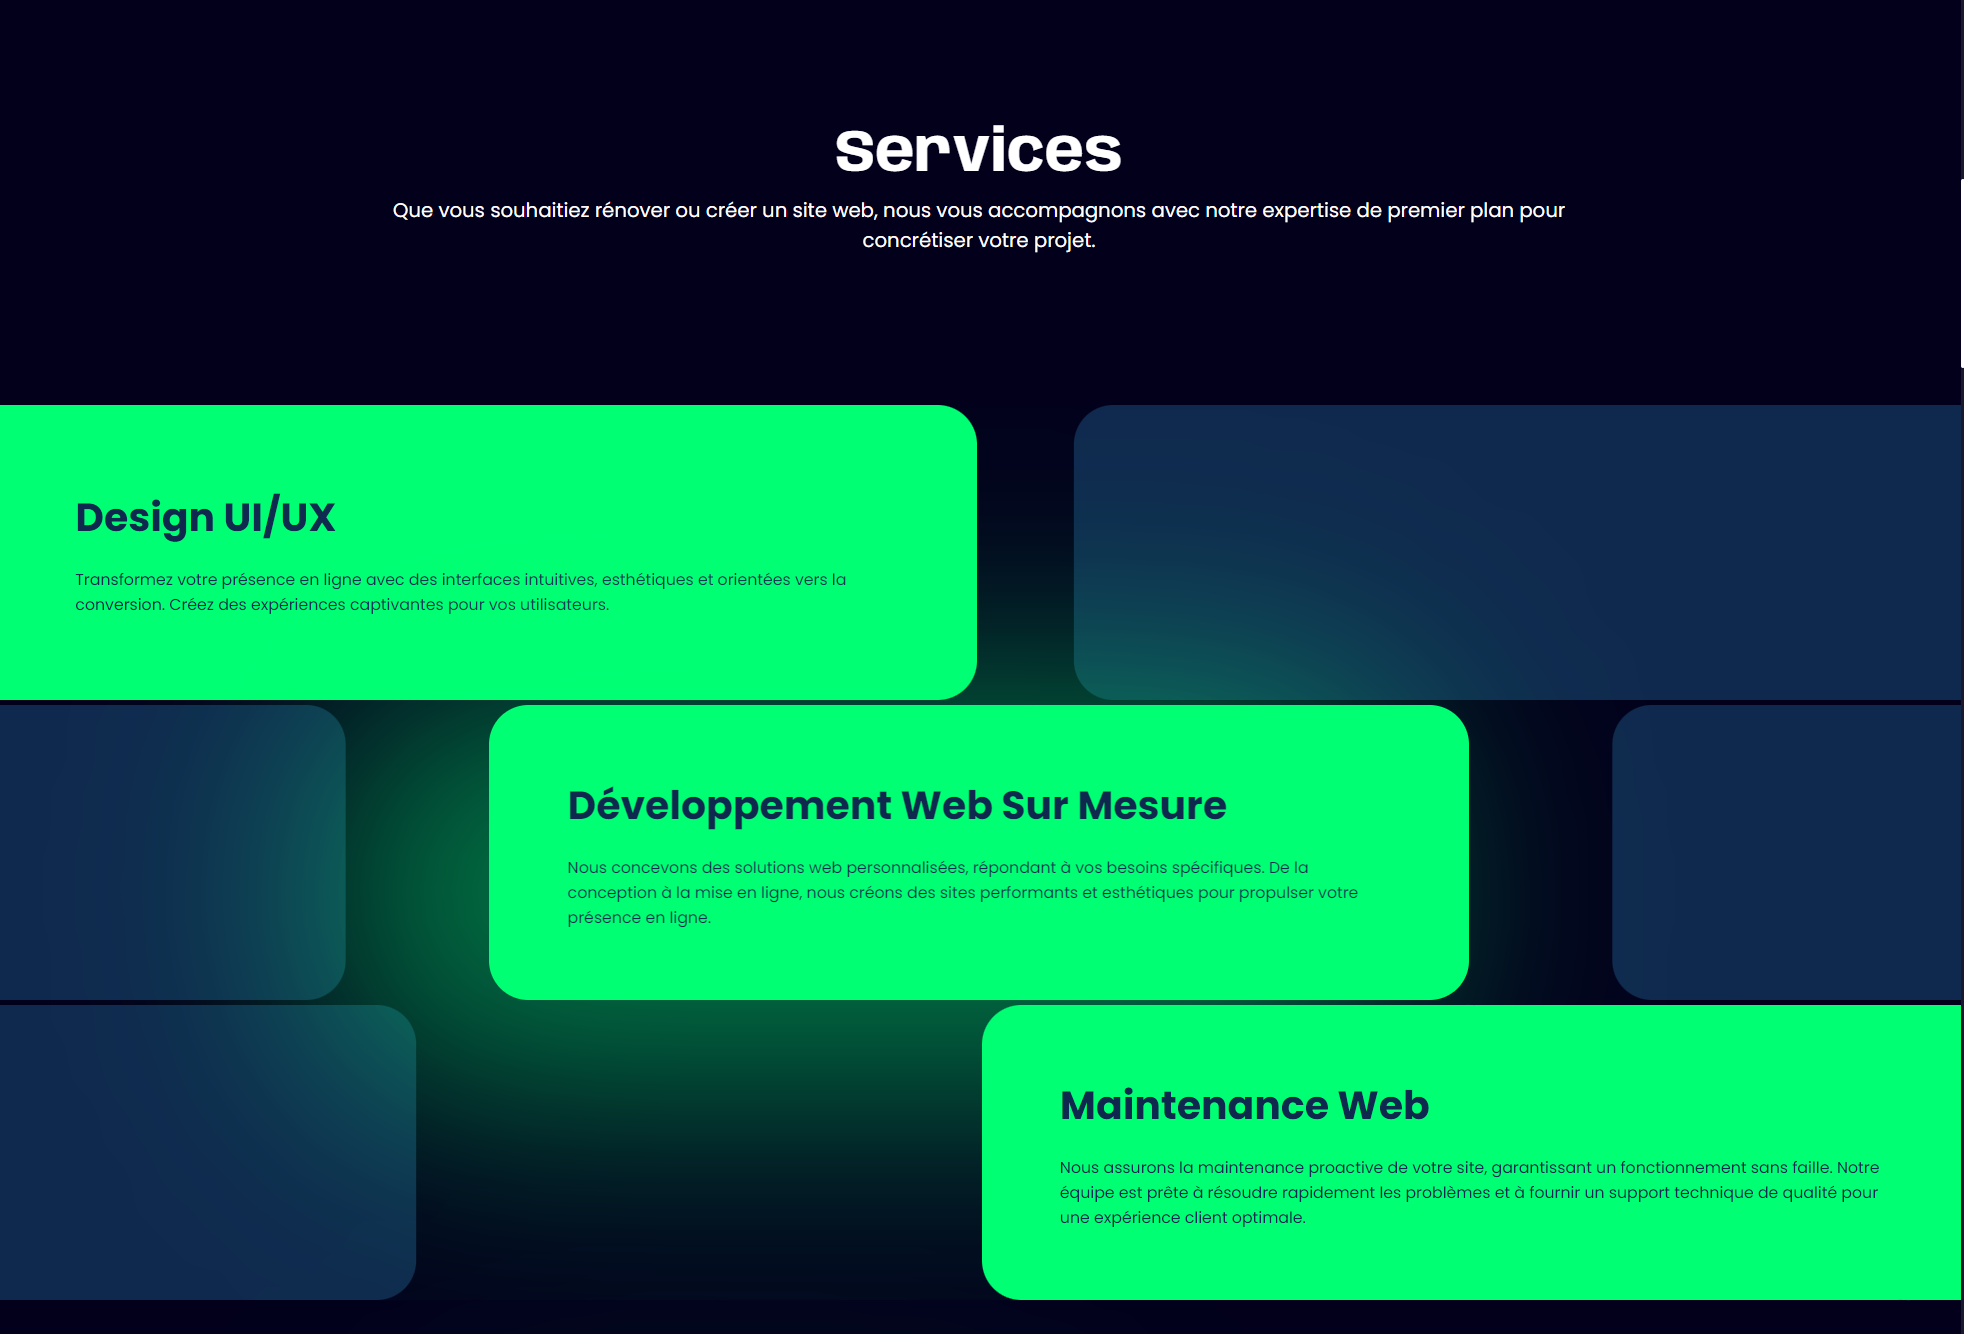 Services
Que vous souhaitiez rénover ou créer un site web, nous vous accompagnons avec notre expertise de premier plan pour
concrétiser votre projet.
Design UI/UX
Transformez votre présence en ligne avec des interfaces intuitives, esthétiques et orientées vers la
conversion. Créez des expériences captivantes pour vos utilisateurs.
Développement Web Sur Mesure
Nous concevons des solutions web personnalisées, répondant à vos besoins spécifiques. De la
conception à la mise en ligne, nous créons des sites performants et esthétiques pour propulser votre
présence en ligne.
Maintenance Web
Nous assurons la maintenance proactive de votre site, garantissant un fonctionnement sans faille. Notre
équipe est prête à résoudre rapidement les problèmes et à fournir un support technique de qualité pour
une expérience client optimale.